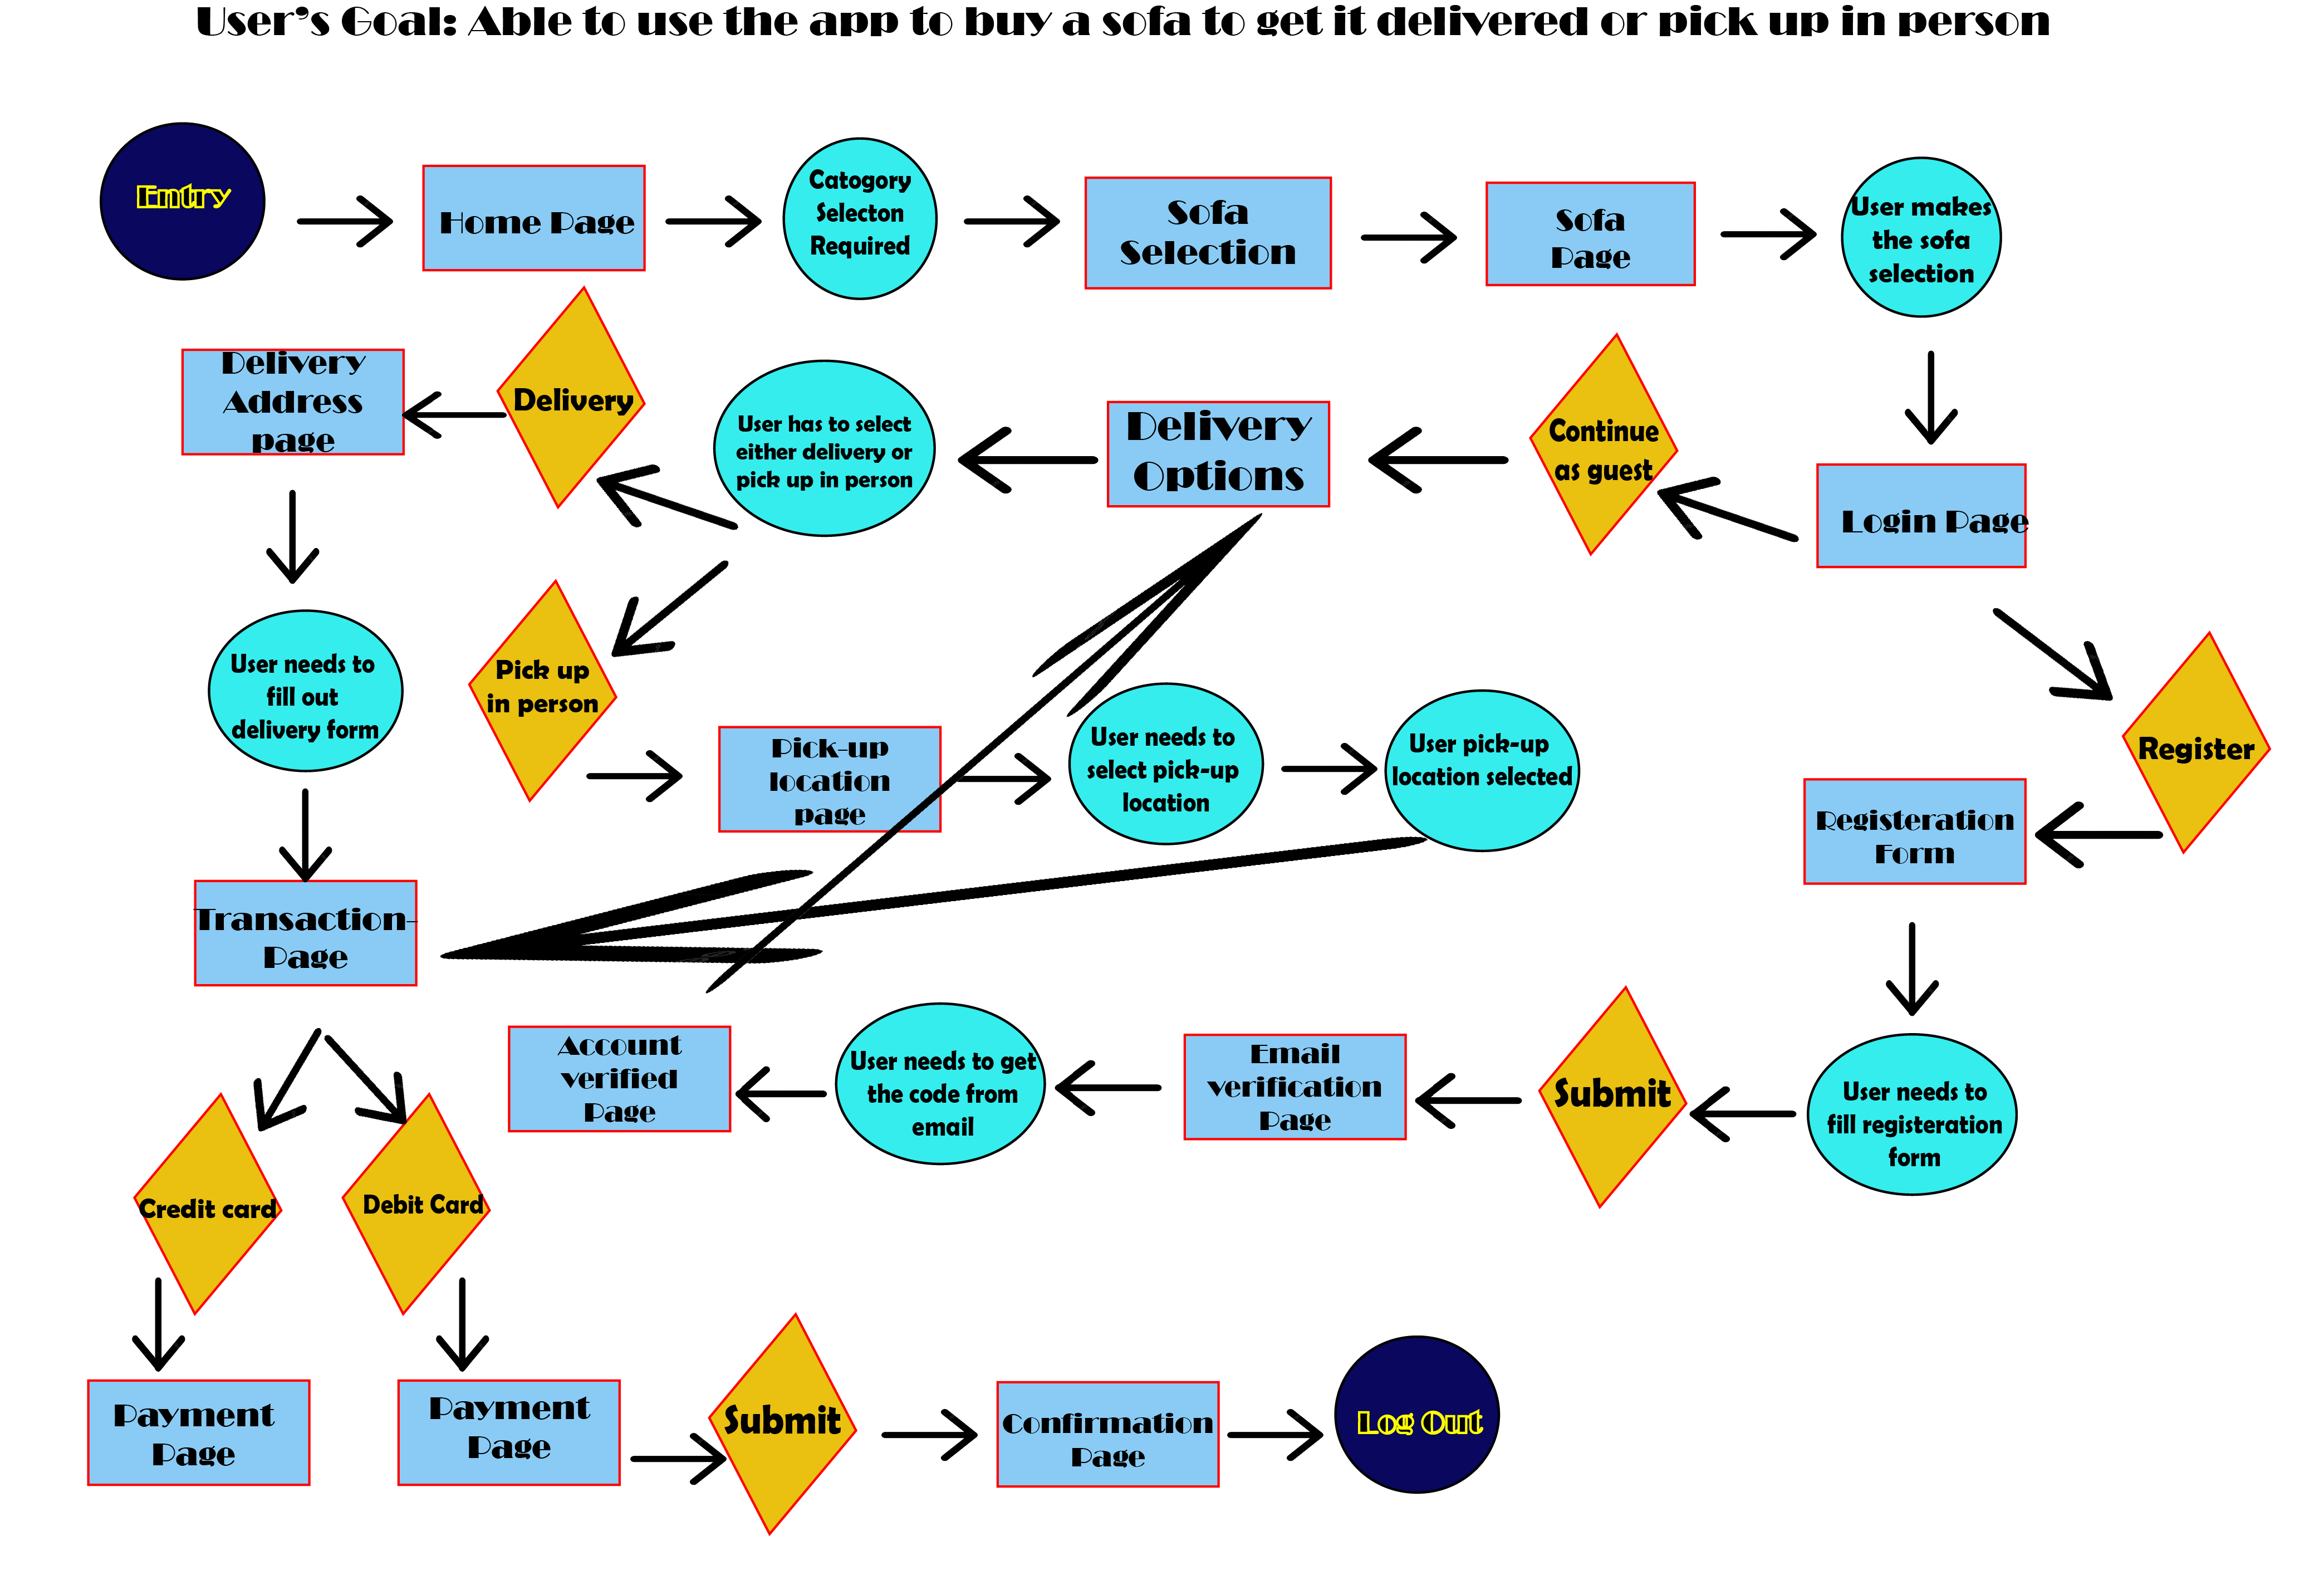 User's Goal: Able to use the app to buy a sofa to get it delivered or pick up in person
Entry
Home Page
Catogory
Selecton
Required
Sofa
Selection
Sofa
Page
User makes
the sofa
selection
Delivery
Address
page
Delivery
User has to select
either delivery or
pick up in person
Delivery
Options
Continue
as guest
Login Page
User needs to
fill out
delivery form
Pick up
in person
Pick-up
location
page
User needs to
select pick-up
location
User pick-up
location selected
Register
Registeration
Form
Transaction-
Page
Account
verified
Page
User needs to get
the code from
email
Email
verification
Page
Submit
User needs to
fill registeration
form
Credit card
Debit Card
Payment
Page
Payment
Page
Submit
Confirmation
Page
Log Out